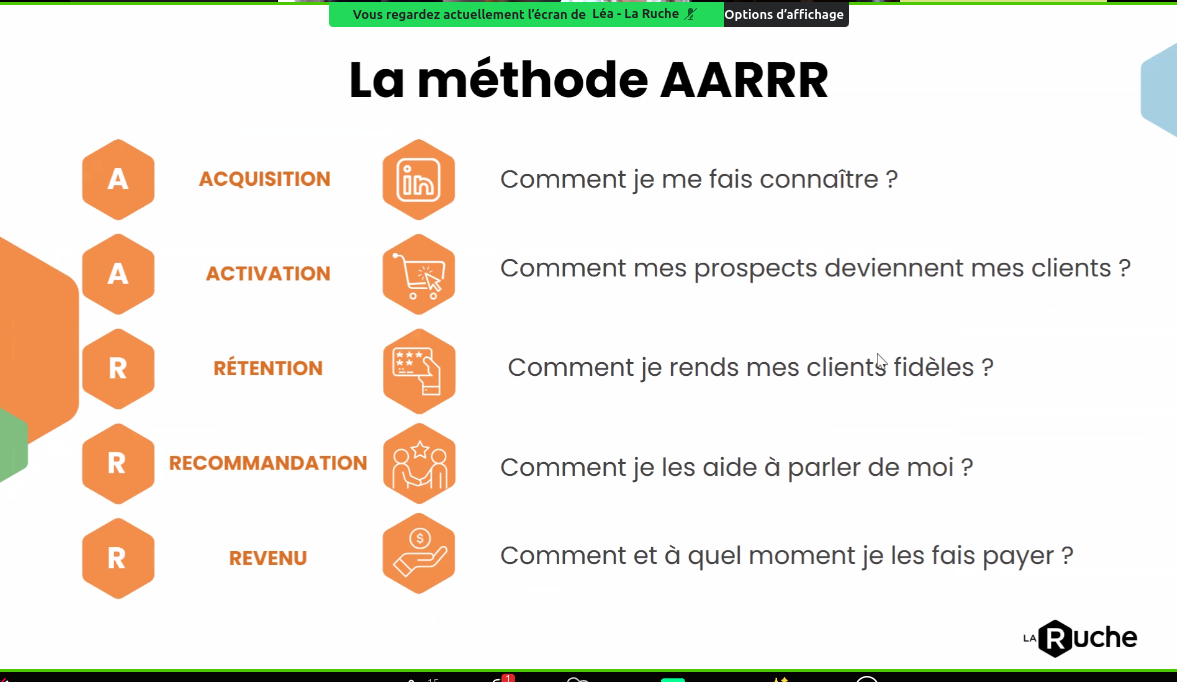 Vous regardez actuellement l'écran de Léa - La Ruche Options d'affichage
La méthode AARRR
A ACQUISITION in Comment je me fais connaître ?
A ACTIVATION Comment mes prospects deviennent mes clients ?
R RÉTENTION Comment je rends mes clients fidèles ?
R RECOMMANDATION Comment je les aide à parler de moi ?
R REVENU $ Comment et à quel moment je les fais payer ?
LA Ruche
1